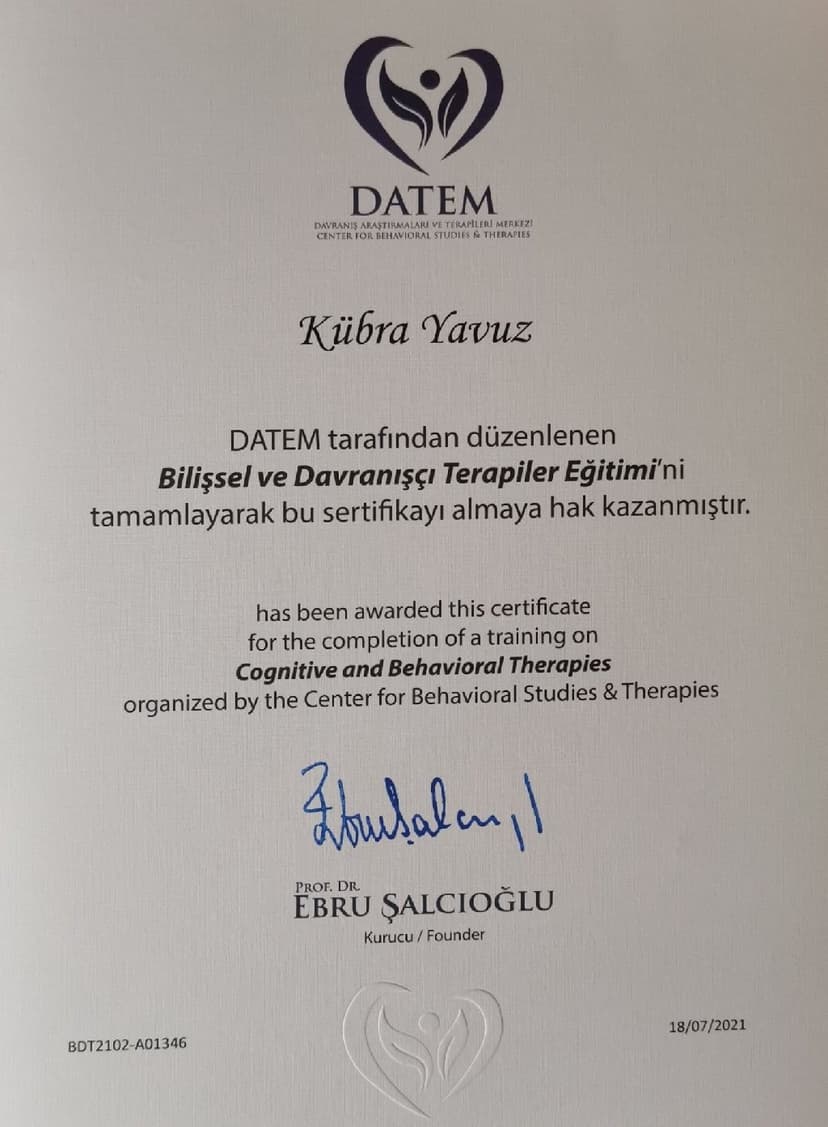 DATEM
DAVRANIŞ ARAŞTIRMALARI VE TERAPİLERİ MERKEZİ
CENTER FOR BEHAVIORAL STUDIES & THERAPIES
Kübra Yavuz
DATEM tarafından düzenlenen
Bilişsel ve Davranışçı Terapiler Eğitimi'ni
tamamlayarak bu sertifikayı almaya hak kazanmıştır.
has been awarded this certificate
for the completion of a training on
Cognitive and Behavioral Therapies
organized by the Center for Behavioral Studies & Therapies
PROF. DR.
EBRU ŞALCIOĞLU
Kurucu / Founder
BDT2102-A01346
18/07/2021